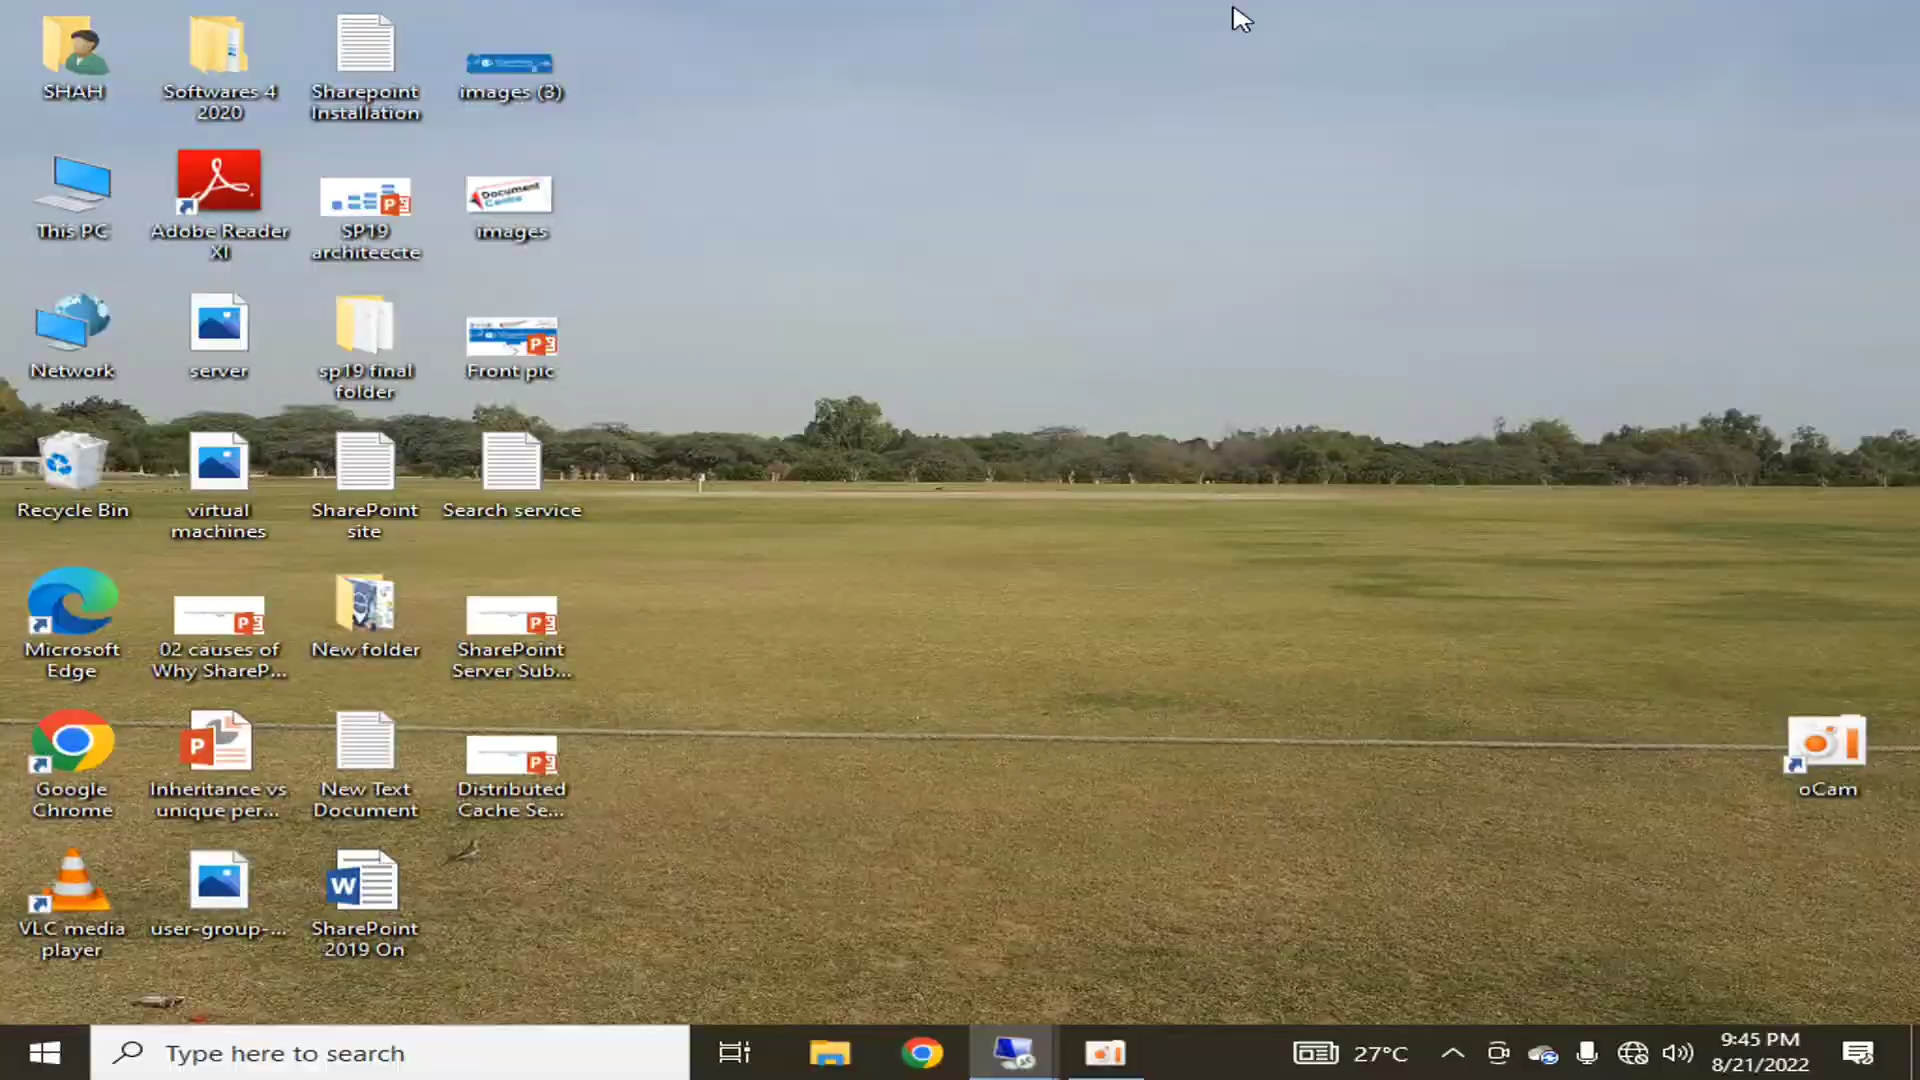 SHAH
Softwares 4
2020
Sharepoint
Installation
images (3)
This PC
Adobe Reader
XI
SP19
architeecte
Document
Centre
images
Network
server
sp19 final
folder
Front pic
Recycle Bin
virtual
machines
SharePoint
site
Search service
Microsoft
Edge
02 causes of
Why ShareP...
New folder
SharePoint
Server Sub...
Google
Chrome
Inheritance vs
unique per...
New Text
Document
Distributed
Cache Se...
oCam
VLC media
player
user-group-...
SharePoint
2019 On
Type here to search
27°C
9:45 PM
8/21/2022